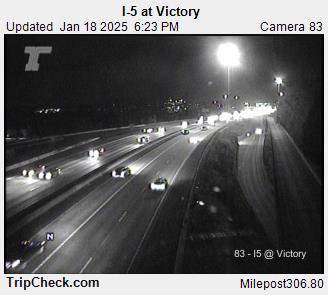 I-5 at Victory
Updated  Jan 18 2025  6:23 PM
Camera 83
T
N
83 - I5 @ Victory
TripCheck.com
Milepost306.80